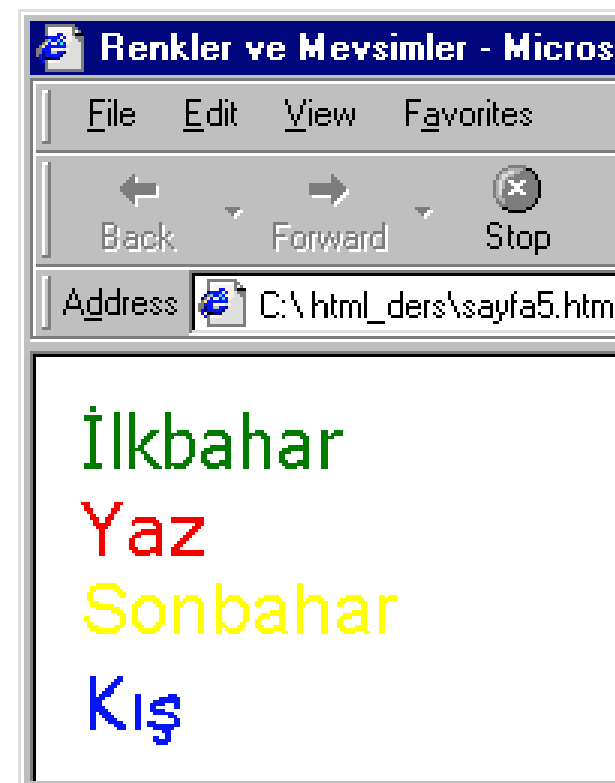 Renkler ve Mevsimler - Micros
File Edit View Favorites
Back Forward Stop
Address C:\html_ders\sayfa5.htm
İlkbahar
Yaz
Sonbahar
Kış